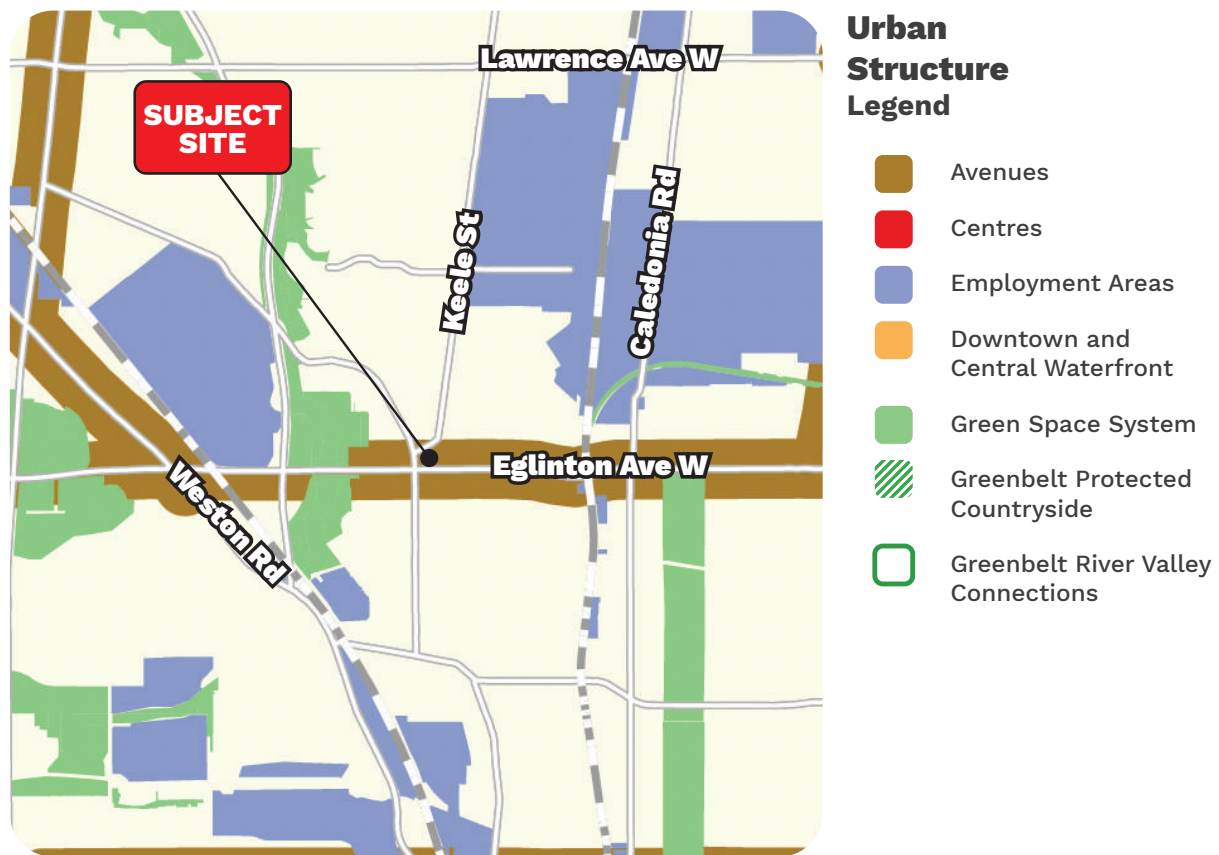 Lawrence Ave W
SUBJECT
SITE
Keele St
Caledonia Rd
Eglinton Ave W
Weston Rd
Urban
Structure
Legend
Avenues
Centres
Employment Areas
Downtown and
Central Waterfront
Green Space System
Greenbelt Protected
Countryside
Greenbelt River Valley
Connections